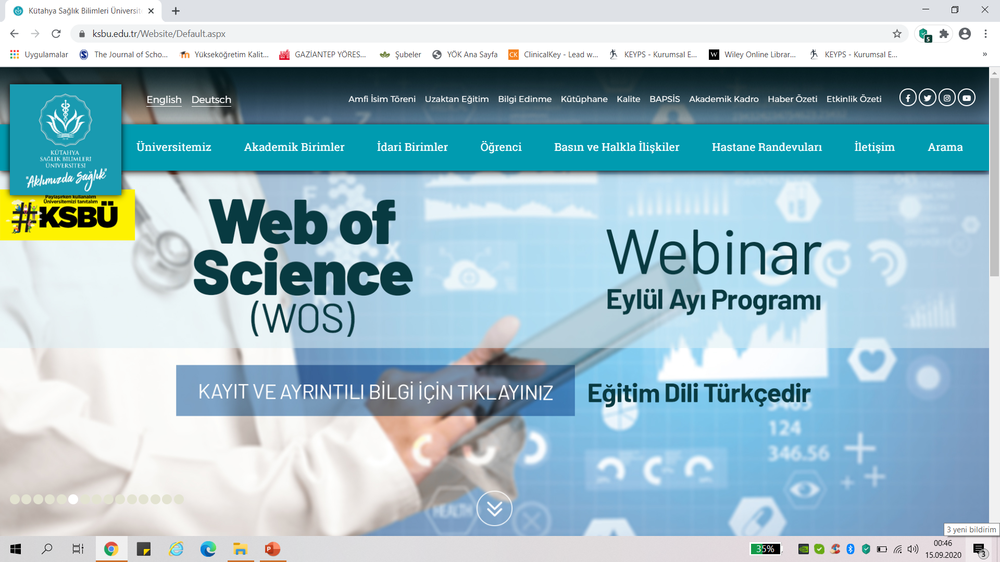 Kütahya Sağlık Bilimleri Üniversite
ksbu.edu.tr/Website/Default.aspx
5
Uygulamalar
The Journal of Scho...
Yükseköğretim Kalit...
GAZİANTEP YÖRES...
Şubeler
YÖK Ana Sayfa
CK
ClinicalKey - Lead w...
KEYPS - Kurumsal E...
W
Wiley Online Librar...
KEYPS - Kurumsal E...
»
English Deutsch
Amfi İsim Töreni Uzaktan Eğitim Bilgi Edinme Kütüphane Kalite BAPSİS Akademik Kadro Haber Özeti Etkinlik Özeti
KÜTAHYA
SAĞLIK BİLİMLERİ
ÜNİVERSİTESİ
"Aklımızda Sağlık"
Üniversitemiz Akademik Birimler İdari Birimler Öğrenci Basın ve Halkla İlişkiler Hastane Randevuları İletişim Arama
Paylaşırken kullanalım
Üniversitemizi tanıtalım
#KSBÜ
Web of
Science
(WOS)
Webinar
Eylül Ayı Programı
KAYIT VE AYRINTILI BİLGİ İÇİN TIKLAYINIZ
Eğitim Dili Türkçedir
124
346.56
HEALTH
3 yeni bildirim
35%
00:46
15.09.2020
3